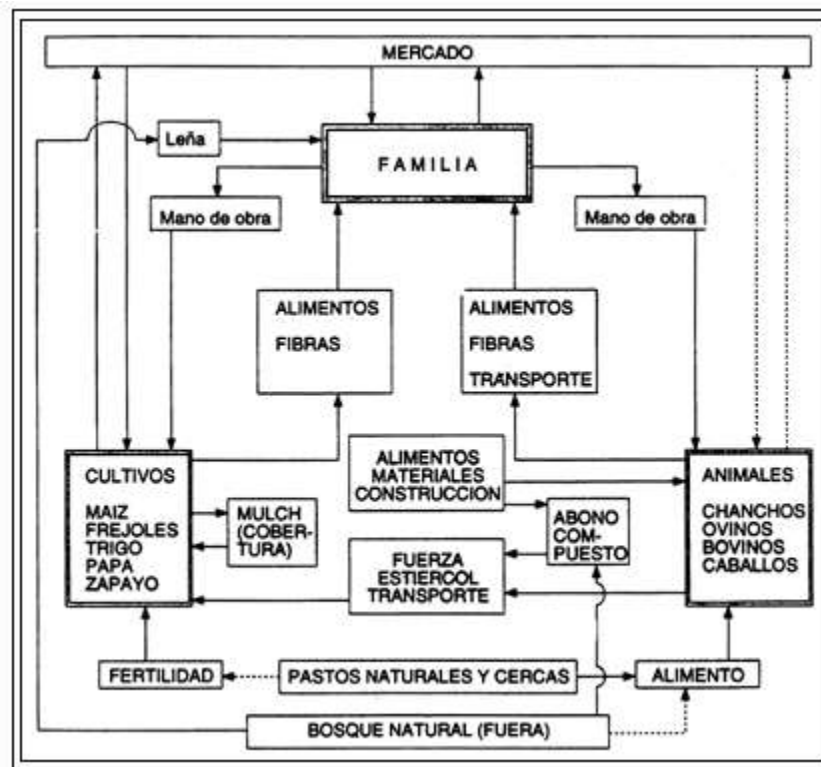 MERCADO
Leña
FAMILIA
Mano de obra
Mano de obra
ALIMENTOS
FIBRAS
ALIMENTOS
FIBRAS
TRANSPORTE
CULTIVOS
MAIZ
FREJOLES
TRIGO
PAPA
ZAPAYO
MULCH
(COBER-
TURA)
ALIMENTOS
MATERIALES
CONSTRUCCION
FUERZA
ESTIERCOL
TRANSPORTE
ABONO
COM-
PUESTO
ANIMALES
CHANCHOS
OVINOS
BOVINOS
CABALLOS
FERTILIDAD
PASTOS NATURALES Y CERCAS
ALIMENTO
BOSQUE NATURAL (FUERA)